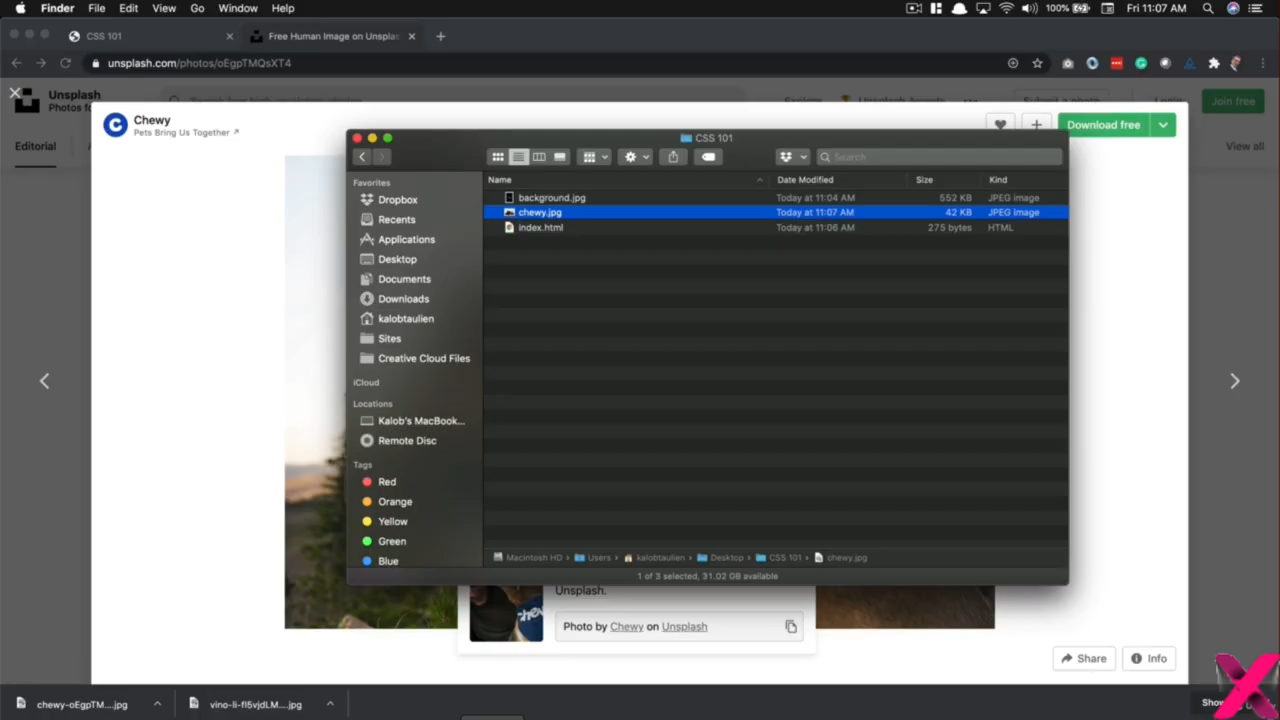 Finder File Edit View Go Window Help 100% Fri 11:07 AM
CSS 101
Free Human Image on Unspla
unsplash.com/photos/oEgpTMQsXT4
Unsplash
Photos fo
Join free
Editorial
View all
Chewy
Pets Bring Us Together
Download free
CSS 101
Search
Favorites
Dropbox
Recents
Applications
Desktop
Documents
Downloads
kalobtaulien
Sites
Creative Cloud Files
iCloud
Locations
Kalob's MacBook...
Remote Disc
Tags
Red
Orange
Yellow
Green
Blue
Name Date Modified Size Kind
background.jpg Today at 11:04 AM 552 KB JPEG image
chewy.jpg Today at 11:07 AM 42 KB JPEG image
index.html Today at 11:06 AM 275 bytes HTML
Macintosh HD › Users › kalobtaulien › Desktop › CSS 101 › chewy.jpg
1 of 3 selected, 31.02 GB available
Unsplash.
Photo by Chewy on Unsplash
Share
Info
chewy-oEgpTM....jpg
vino-li-fI5vjdLM....jpg